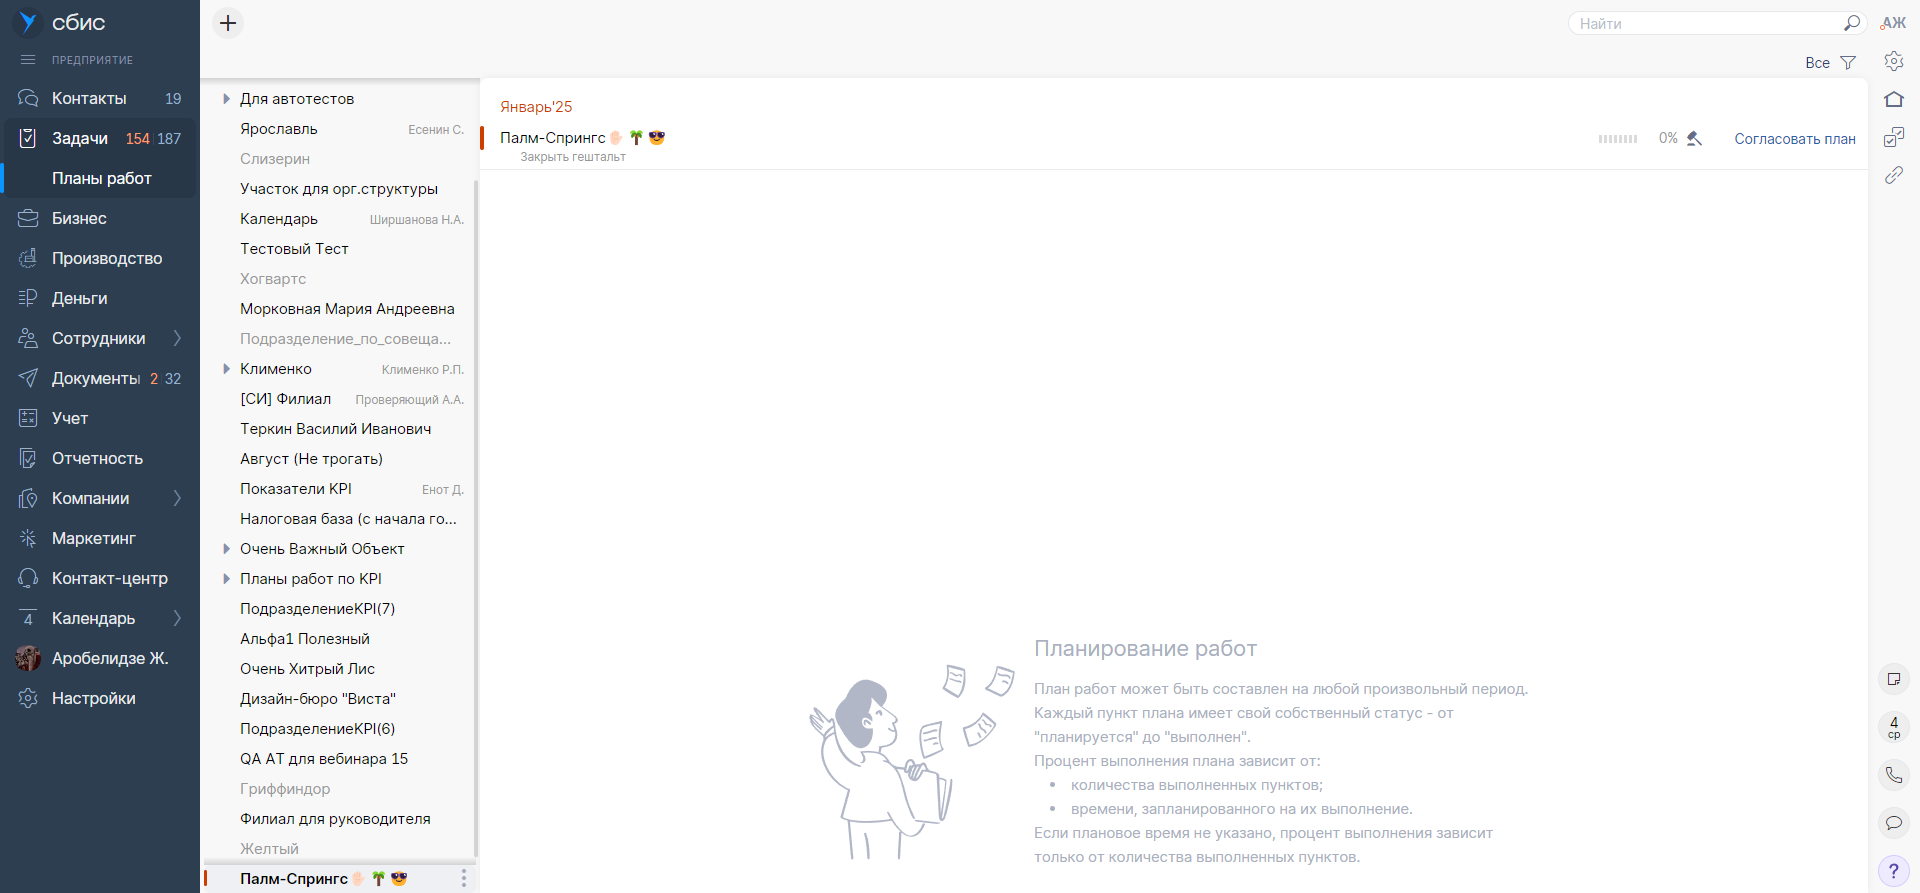 сбис
Найти
АЖ
ПРЕДПРИЯТИЕ
Все
Контакты 19
Задачи 154 187
Планы работ
Бизнес
Производство
Деньги
Сотрудники
Документы 2 32
Учет
Отчетность
Компании
Маркетинг
Контакт-центр
4 Календарь
Аробелидзе Ж.
Настройки
Для автотестов
Ярославль Есенин С.
Слизерин
Участок для орг.структуры
Календарь Ширшанова Н.А.
Тестовый Тест
Хогвартс
Морковная Мария Андреевна
Подразделение_по_совеща...
Клименко Клименко Р.П.
[СИ] Филиал Проверяющий А.А.
Теркин Василий Иванович
Август (Не трогать)
Показатели KPI Енот Д.
Налоговая база (с начала го...
Очень Важный Объект
Планы работ по KPI
ПодразделениеKPI(7)
Альфа1 Полезный
Очень Хитрый Лис
Дизайн-бюро "Виста"
ПодразделениеKPI(6)
QA АТ для вебинара 15
Гриффиндор
Филиал для руководителя
Желтый
Палм-Спрингс✋🏻 🌴 😎
Январь'25
Палм-Спрингс✋🏻 🌴 😎 0% Согласовать план
Закрыть гештальт
Планирование работ
План работ может быть составлен на любой произвольный период.
Каждый пункт плана имеет свой собственный статус - от
"планируется" до "выполнен".
Процент выполнения плана зависит от:
• количества выполненных пунктов;
• времени, запланированного на их выполнение.
Если плановое время не указано, процент выполнения зависит
только от количества выполненных пунктов.
4
ср
?